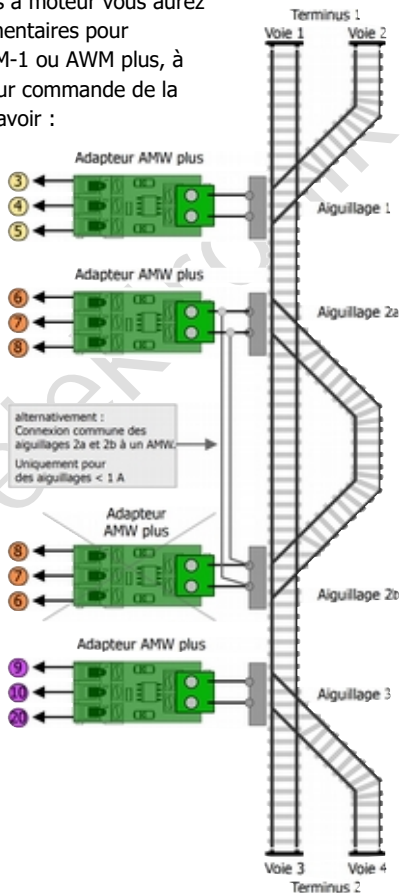 à moteur vous aurez
mentaires pour
M-1 ou AWM plus, à
ur commande de la
avoir :
Terminus 1
Voie 1
Voie 2
Adapteur AMW plus
3
4
5
Aiguillage 1
Adapteur AMW plus
6
7
8
Aiguillage 2a
alternativement :
Connexion commune des
aiguillages 2a et 2b à un AMW.
Uniquement pour
des aiguillages < 1 A
Adapteur
AMW plus
8
7
6
Aiguillage 2b
Adapteur AMW plus
9
10
20
Aiguillage 3
Voie 3
Voie 4
Terminus 2